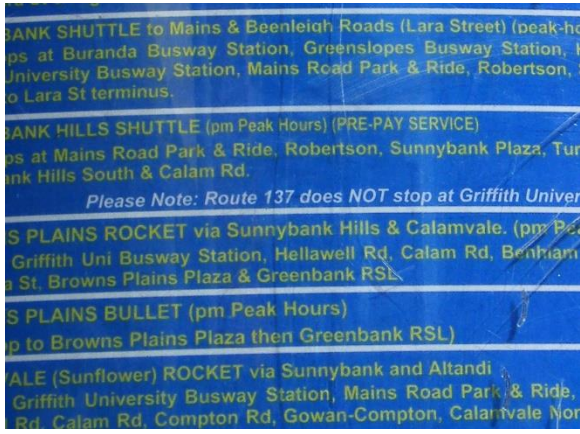 BANK SHUTTLE to Mains & Beenleigh Roads (Lara Street) (peak-ho
ps at Buranda Busway Station, Greenslopes Busway Station,
University Busway Station, Mains Road Park & Ride, Robertson,
o Lara St terminus.
BANK HILLS SHUTTLE (pm Peak Hours) (PRE-PAY SERVICE)
ps at Mains Road Park & Ride, Robertson, Sunnybank Plaza, Tur
ank Hills South & Calam Rd.
Please Note: Route 137 does NOT stop at Griffith Univer
S PLAINS ROCKET via Sunnybank Hills & Calamvale. (pm Pea
Griffith Uni Busway Station, Hellawell Rd, Calam Rd, Benhiam
a St, Browns Plains Plaza & Greenbank RSL
S PLAINS BULLET (pm Peak Hours)
op to Browns Plains Plaza then Greenbank RSL)
VALE (Sunflower) ROCKET via Sunnybank and Altandi
Griffith University Busway Station, Mains Road Park & Ride,
Rd, Calam Rd, Compton Rd, Gowan-Compton, Calamvale Nor